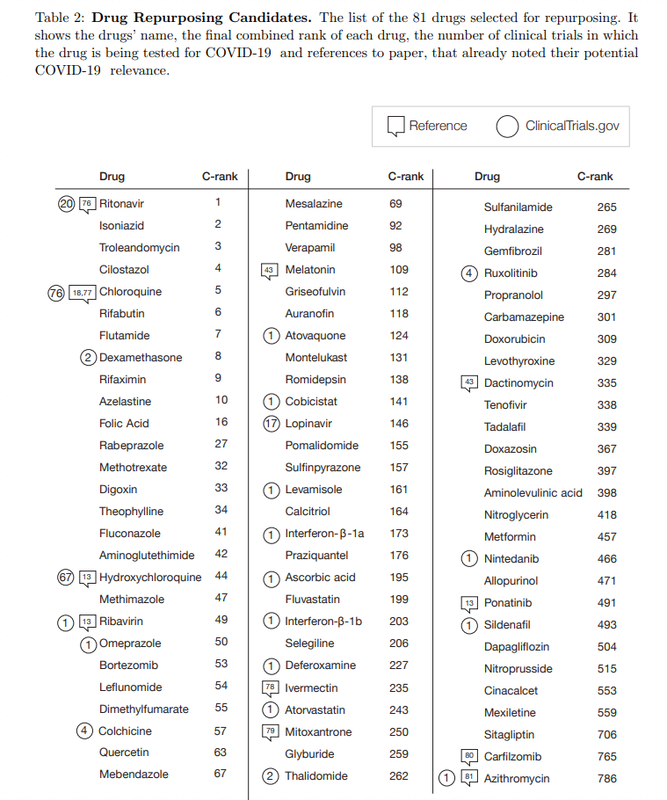 Table 2: Drug Repurposing Candidates. The list of the 81 drugs selected for repurposing. It
shows the drugs' name, the final combined rank of each drug, the number of clinical trials in which
the drug is being tested for COVID-19 and references to paper, that already noted their potential
COVID-19 relevance.
Reference ClinicalTrials.gov
Drug C-rank
20 76 Ritonavir 1
Isoniazid 2
Troleandomycin 3
Cilostazol 4
76 18,77 Chloroquine 5
Rifabutin 6
Flutamide 7
2 Dexamethasone 8
Rifaximin 9
Azelastine 10
Folic Acid 16
Rabeprazole 27
Methotrexate 32
Digoxin 33
Theophylline 34
Fluconazole 41
Aminoglutethimide 42
67 13 Hydroxychloroquine 44
Methimazole 47
1 13 Ribavirin 49
1 Omeprazole 50
Bortezomib 53
Leflunomide 54
Dimethylfumarate 55
4 Colchicine 57
Quercetin 63
Mebendazole 67
Drug C-rank
Mesalazine 69
Pentamidine 92
Verapamil 98
43 Melatonin 109
Griseofulvin 112
Auranofin 118
1 Atovaquone 124
Montelukast 131
Romidepsin 138
1 Cobicistat 141
17 Lopinavir 146
Pomalidomide 155
Sulfinpyrazone 157
1 Levamisole 161
Calcitriol 164
1 Interferon-β-1a 173
Praziquantel 176
1 Ascorbic acid 195
Fluvastatin 199
1 Interferon-β-1b 203
Selegiline 206
1 Deferoxamine 227
78 Ivermectin 235
1 Atorvastatin 243
79 Mitoxantrone 250
Glyburide 259
2 Thalidomide 262
Drug C-rank
Sulfanilamide 265
Hydralazine 269
Gemfibrozil 281
4 Ruxolitinib 284
Propranolol 297
Carbamazepine 301
Doxorubicin 309
Levothyroxine 329
43 Dactinomycin 335
Tenofivir 338
Tadalafil 339
Doxazosin 367
Rosiglitazone 397
Aminolevulinic acid 398
Nitroglycerin 418
Metformin 457
1 Nintedanib 466
Allopurinol 471
13 Ponatinib 491
1 Sildenafil 493
Dapagliflozin 504
Nitroprusside 515
Cinacalcet 553
Mexiletine 559
Sitagliptin 706
80 Carfilzomib 765
1 81 Azithromycin 786